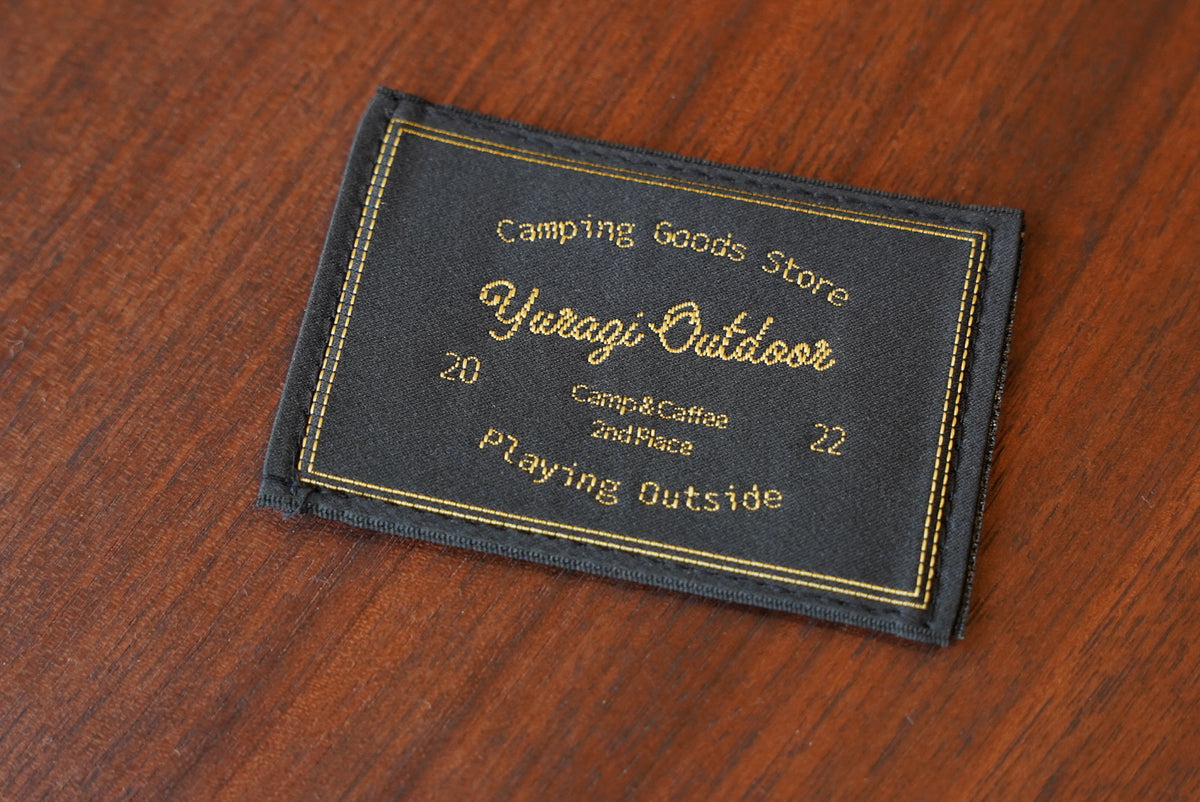 Camping Goods Store
Yuragi Outdoor
20
Camp&Caffee
2nd Place
22
Playing Outside